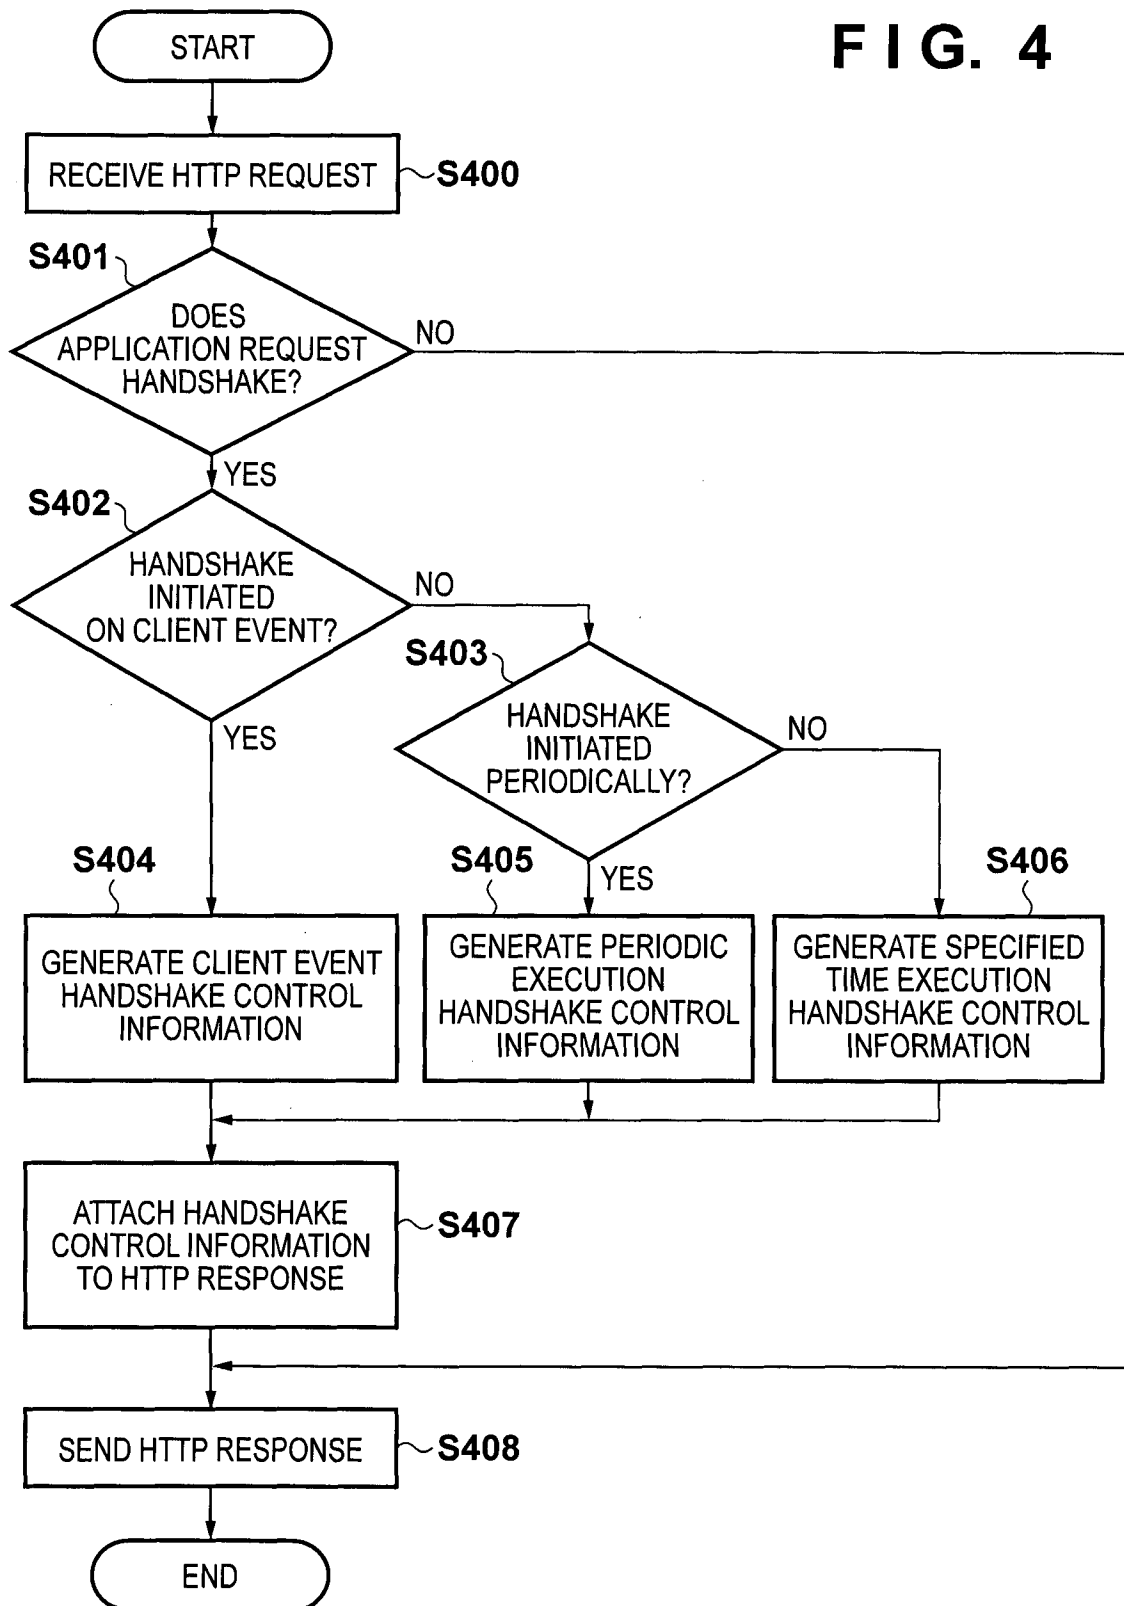 START
FIG. 4
RECEIVE HTTP REQUEST
S400
S401
DOES
APPLICATION REQUEST
HANDSHAKE?
NO
YES
S402
HANDSHAKE
INITIATED
ON CLIENT EVENT?
NO
YES
S403
HANDSHAKE
INITIATED
PERIODICALLY?
NO
YES
S404
GENERATE CLIENT EVENT
HANDSHAKE CONTROL
INFORMATION
S405
GENERATE PERIODIC
EXECUTION
HANDSHAKE CONTROL
INFORMATION
S406
GENERATE SPECIFIED
TIME EXECUTION
HANDSHAKE CONTROL
INFORMATION
ATTACH HANDSHAKE
CONTROL INFORMATION
TO HTTP RESPONSE
S407
SEND HTTP RESPONSE
S408
END